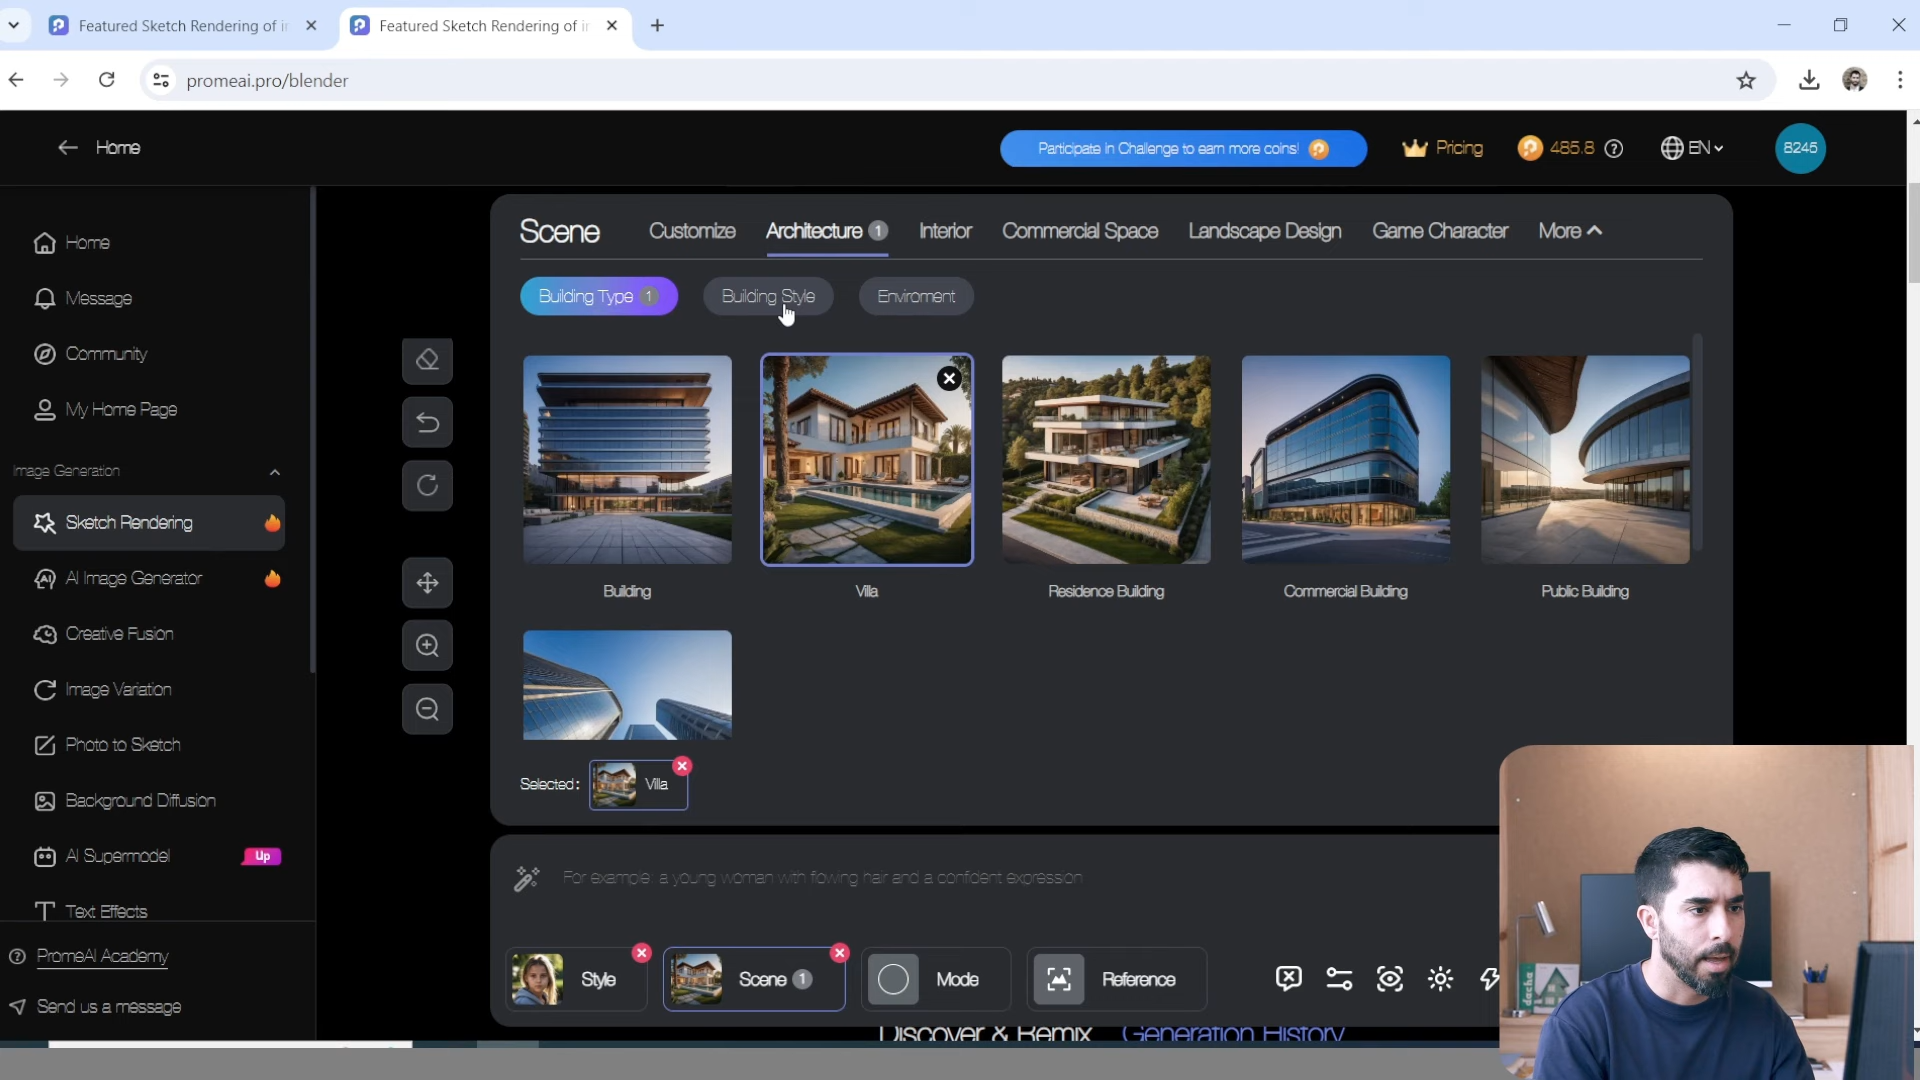 Featured Sketch Rendering of i
Featured Sketch Rendering of i
promeai.pro/blender
Home
Participate in Challenge to earn more coins!
Pricing
485.8
EN
8245
Home
Message
Community
My Home Page
Image Generation
Sketch Rendering
AI Image Generator
Creative Fusion
Image Variation
Photo to Sketch
Background Diffusion
AI Supermodel
Up
Text Effects
PromeAI Academy
Send us a message
Scene
Customize
Architecture 1
Interior
Commercial Space
Landscape Design
Game Character
More
Building Type 1
Building Style
Enviroment
Building
Villa
Residence Building
Commercial Building
Public Building
Selected:
Villa
For example: a young woman with flowing hair and a confident expression
Style
Scene 1
Mode
Reference
Discover & Remix
Generation History
dacha